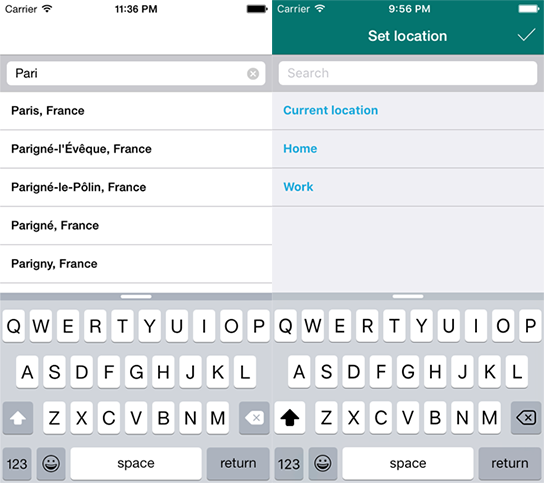 Carrier 11:36 PM
Pari
Paris, France
Parigné-l'Évêque, France
Parigné-le-Pôlin, France
Parigné, France
Parigny, France
Q W E R T Y U I O P
A S D F G H J K L
Z X C V B N M
123 space return
Carrier 9:56 PM
Set location
Search
Current location
Home
Work
Q W E R T Y U I O P
A S D F G H J K L
Z X C V B N M
123 space return